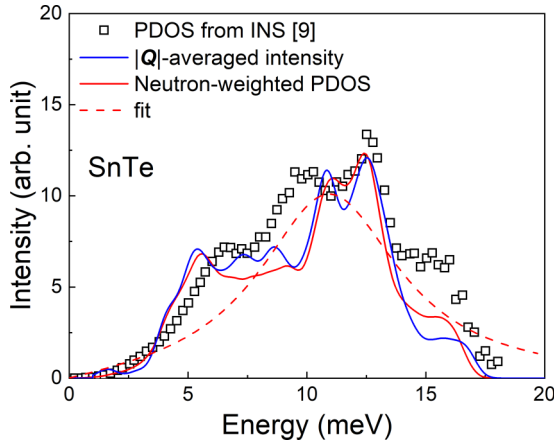 20
15
10
5
0
Intensity (arb. unit)
PDOS from INS [9]
|Q|-averaged intensity
Neutron-weighted PDOS
fit
SnTe
0 5 10 15 20
Energy (meV)